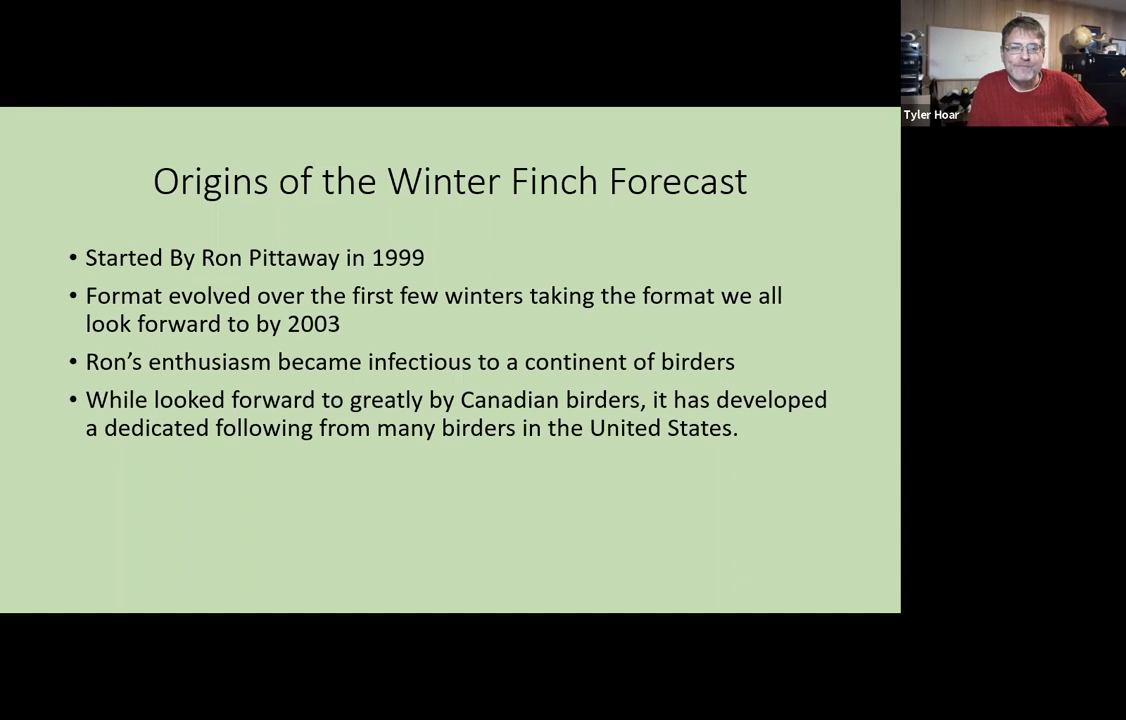 Tyler Hoar
Origins of the Winter Finch Forecast
• Started By Ron Pittaway in 1999
• Format evolved over the first few winters taking the format we all
look forward to by 2003
• Ron’s enthusiasm became infectious to a continent of birders
• While looked forward to greatly by Canadian birders, it has developed
a dedicated following from many birders in the United States.